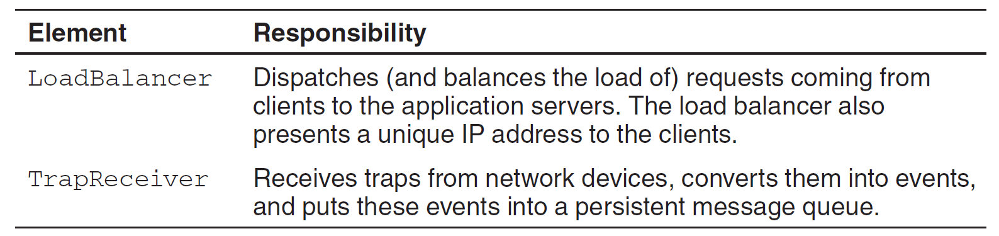 Element Responsibility
LoadBalancer Dispatches (and balances the load of) requests coming from
clients to the application servers. The load balancer also
presents a unique IP address to the clients.
TrapReceiver Receives traps from network devices, converts them into events,
and puts these events into a persistent message queue.